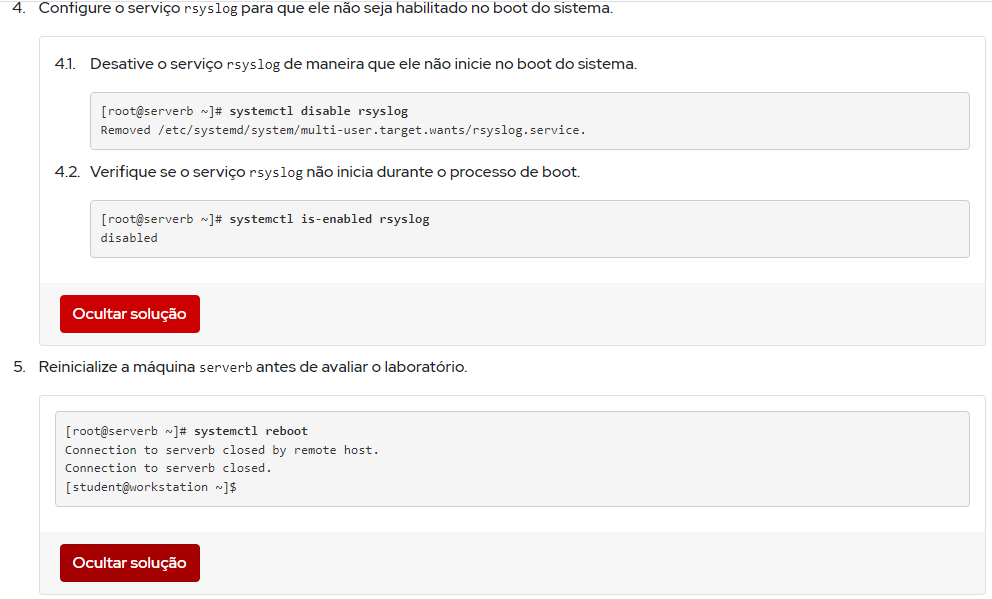 4. Configure o serviço rsyslog para que ele não seja habilitado no boot do sistema.
4.1. Desative o serviço rsyslog de maneira que ele não inicie no boot do sistema.
[root@serverb ~]# systemctl disable rsyslog
Removed /etc/systemd/system/multi-user.target.wants/rsyslog.service.
4.2. Verifique se o serviço rsyslog não inicia durante o processo de boot.
[root@serverb ~]# systemctl is-enabled rsyslog
disabled
Ocultar solução
5. Reinicialize a máquina serverb antes de avaliar o laboratório.
[root@serverb ~]# systemctl reboot
Connection to serverb closed by remote host.
Connection to serverb closed.
[student@workstation ~]$
Ocultar solução